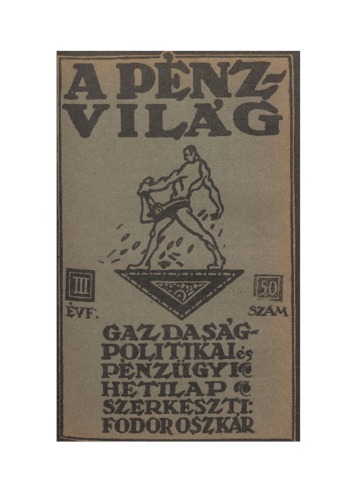 A PÉNZ-
VILÁG
III 50
ÉVF: SZÁM
GAZDASÁG-
POLITIKAI és
PÉNZÜGYI
HETILAP
SZERKESZTI:
FODOR OSZKÁR